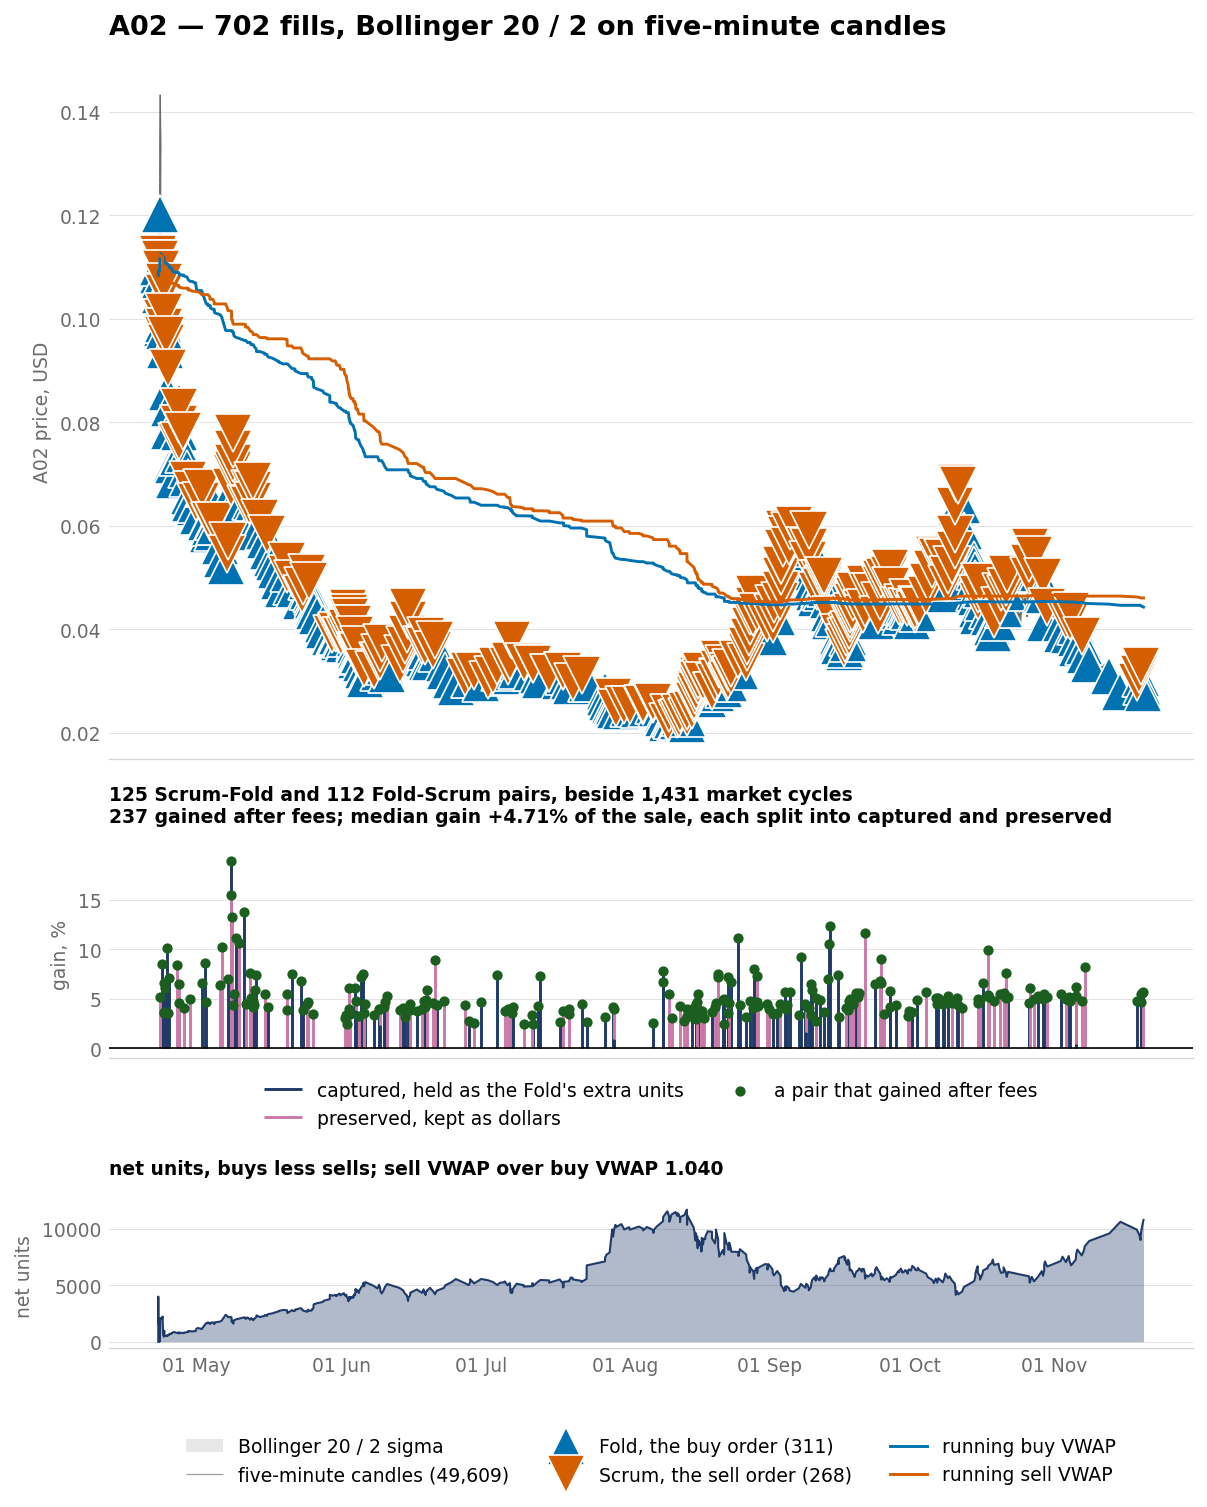 A02 — 702 fills, Bollinger 20 / 2 on five-minute candles
0.14
0.12
0.10
0.08
0.06
0.04
0.02
A02 price, USD
125 Scrum-Fold and 112 Fold-Scrum pairs, beside 1,431 market cycles
237 gained after fees; median gain +4.71% of the sale, each split into captured and preserved
15
10
5
0
gain, %
captured, held as the Fold's extra units
a pair that gained after fees
preserved, kept as dollars
net units, buys less sells; sell VWAP over buy VWAP 1.040
10000
5000
0
net units
01 May
01 Jun
01 Jul
01 Aug
01 Sep
01 Oct
01 Nov
Bollinger 20 / 2 sigma
five-minute candles (49,609)
Fold, the buy order (311)
Scrum, the sell order (268)
running buy VWAP
running sell VWAP